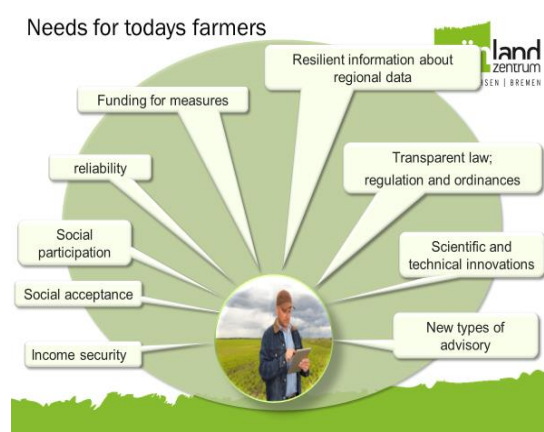 Needs for todays farmers
Resilient information about
regional data
land
zentrum
BREMEN
Funding for measures
reliability
Transparent law;
regulation and ordinances
Social
participation
Scientific and
technical innovations
Social acceptance
New types of
advisory
Income security